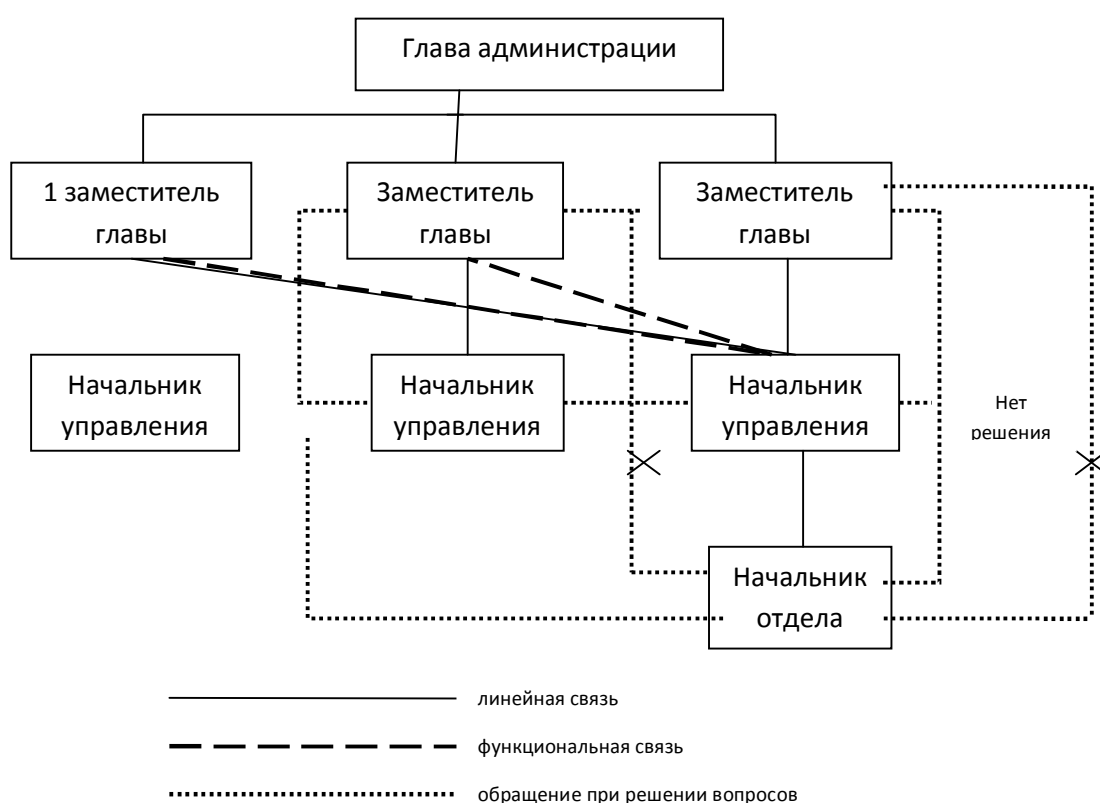 Глава администрации
1 заместитель
главы
Заместитель
главы
Заместитель
главы
Начальник
управления
Начальник
управления
Начальник
управления
Нет
решения
Начальник
отдела
линейная связь
функциональная связь
обращение при решении вопросов